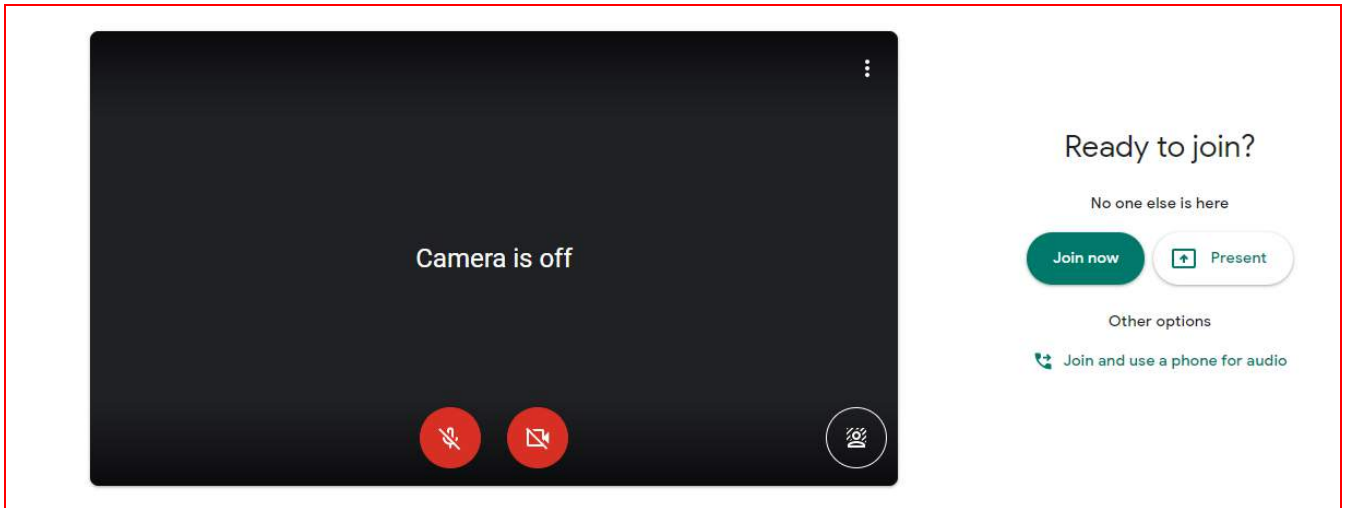 Camera is off
Ready to join?
No one else is here
Join now
Present
Other options
Join and use a phone for audio